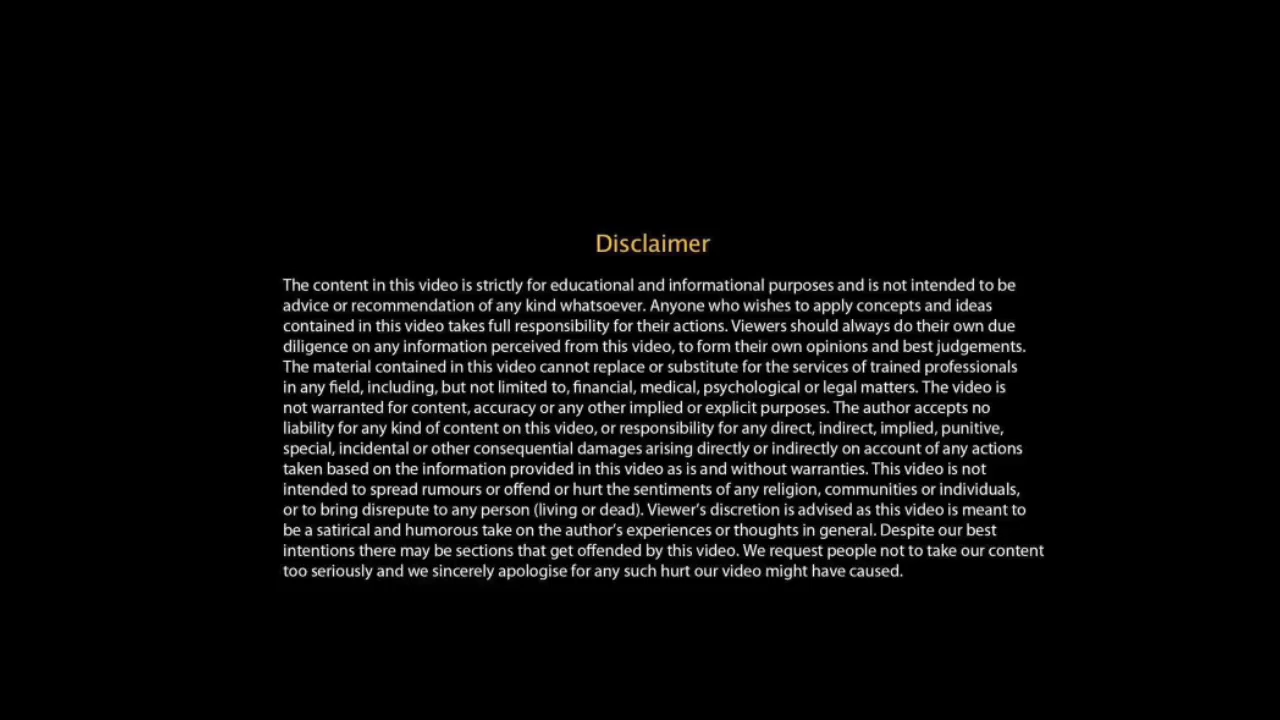 Disclaimer
The content in this video is strictly for educational and informational purposes and is not intended to be
advice or recommendation of any kind whatsoever. Anyone who wishes to apply concepts and ideas
contained in this video takes full responsibility for their actions. Viewers should always do their own due
diligence on any information perceived from this video, to form their own opinions and best judgements.
The material contained in this video cannot replace or substitute for the services of trained professionals
in any field, including, but not limited to, financial, medical, psychological or legal matters. The video is
not warranted for content, accuracy or any other implied or explicit purposes. The author accepts no
liability for any kind of content on this video, or responsibility for any direct, indirect, implied, punitive,
special, incidental or other consequential damages arising directly or indirectly on account of any actions
taken based on the information provided in this video as is and without warranties. This video is not
intended to spread rumours or offend or hurt the sentiments of any religion, communities or individuals,
or to bring disrepute to any person (living or dead). Viewer's discretion is advised as this video is meant to
be a satirical and humorous take on the author's experiences or thoughts in general. Despite our best
intentions there may be sections that get offended by this video. We request people not to take our content
too seriously and we sincerely apologise for any such hurt our video might have caused.